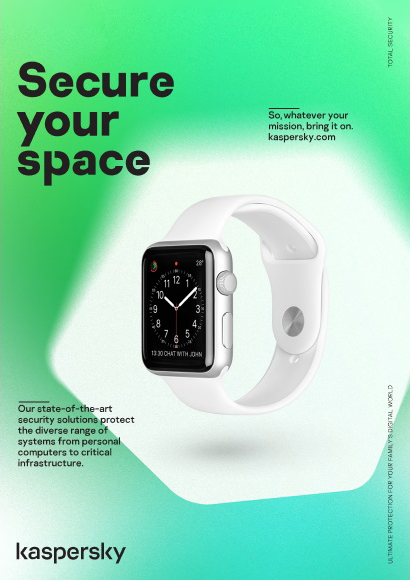 TOTAL SECURITY
Secure
your
space
So, whatever your
mission, bring it on.
kaspersky.com
28°
12
11
1
10
2
9
3
8
4
7
5
6
13:30 CHAT WITH JOHN
Our state-of-the-art
security solutions protect
the diverse range of
systems from personal
computers to critical
infrastructure.
ULTIMATE PROTECTION FOR YOUR FAMILY'S DIGITAL WORLD
kaspersky